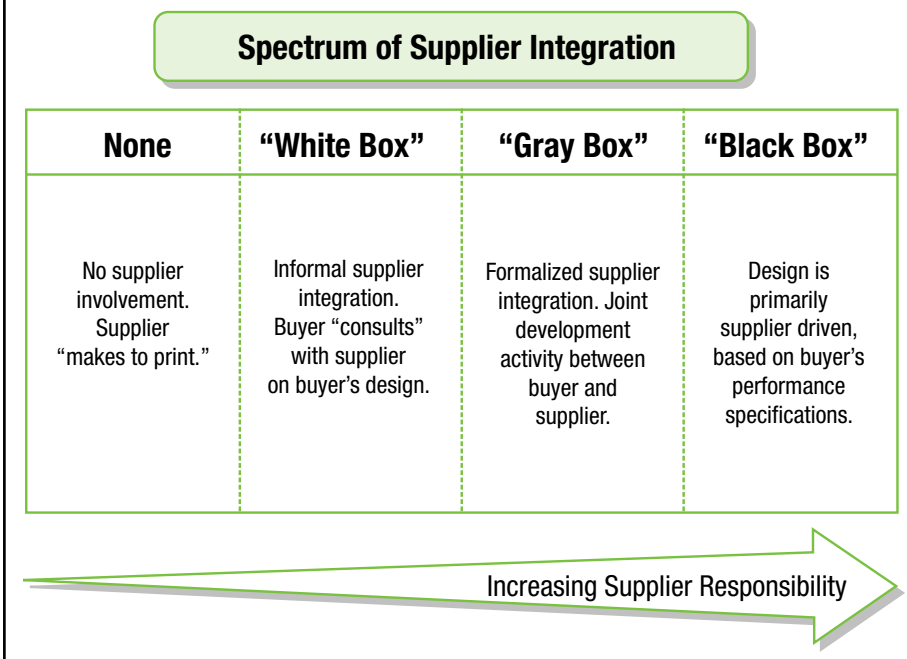 Spectrum of Supplier Integration
None
“White Box”
“Gray Box”
“Black Box”
No supplier
involvement.
Supplier
“makes to print.”
Informal supplier
integration.
Buyer “consults”
with supplier
on buyer’s design.
Formalized supplier
integration. Joint
development
activity between
buyer and
supplier.
Design is
primarily
supplier driven,
based on buyer’s
performance
specifications.
Increasing Supplier Responsibility